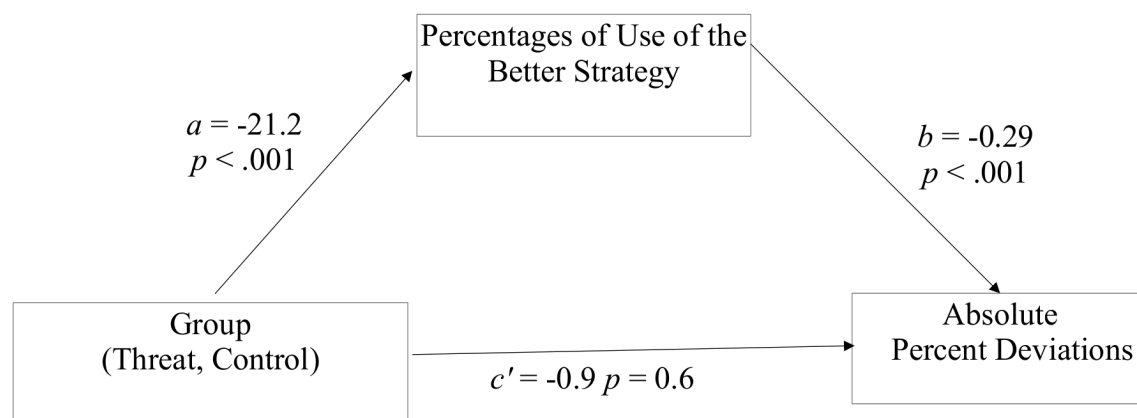 Percentages of Use of the
Better Strategy
a = -21.2
p < .001
b = -0.29
p < .001
Group
(Threat, Control)
Absolute
Percent Deviations
c′ = -0.9 p = 0.6